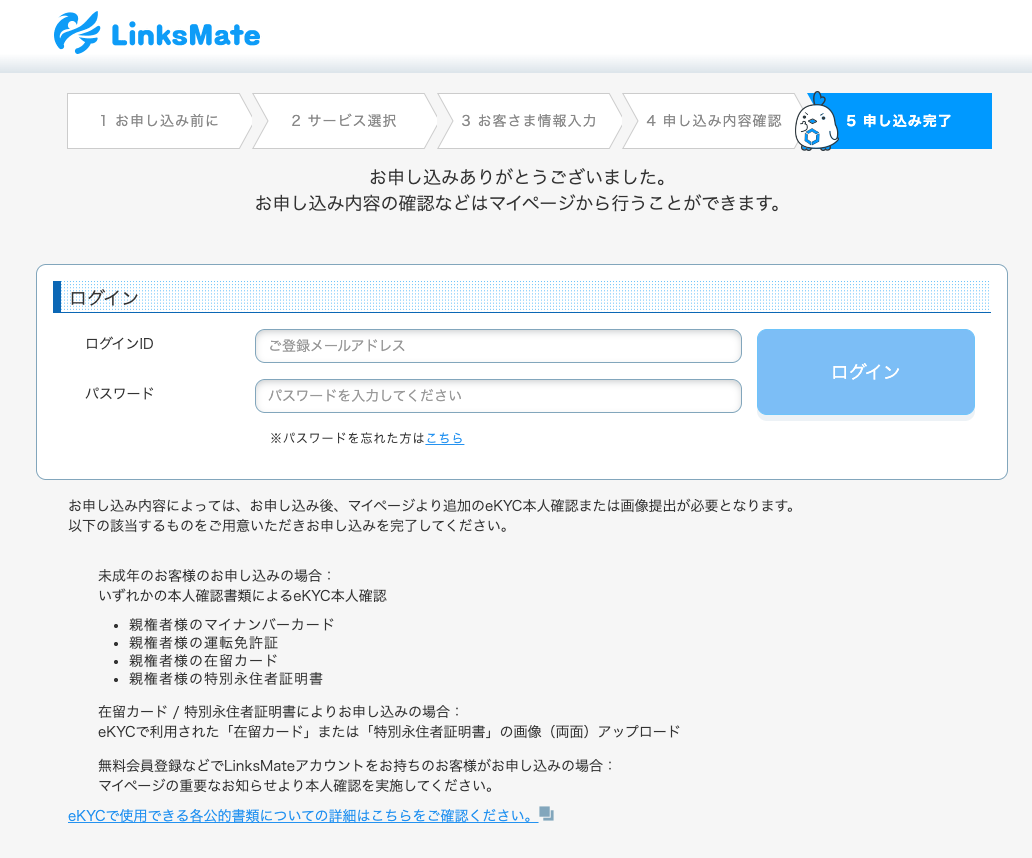 LinksMate
1 お申し込み前に
2 サービス選択
3 お客さま情報入力
4 申し込み内容確認
5 申し込み完了
お申し込みありがとうございました。
お申し込み内容の確認などはマイページから行うことができます。
ログイン
ログインID
ご登録メールアドレス
ログイン
パスワード
パスワードを入力してください
※パスワードを忘れた方はこちら
お申し込み内容によっては、お申し込み後、マイページより追加のeKYC本人確認または画像提出が必要となります。
以下の該当するものをご用意いただきお申し込みを完了してください。
未成年のお客様のお申し込みの場合：
いずれかの本人確認書類によるeKYC本人確認
• 親権者様のマイナンバーカード
• 親権者様の運転免許証
• 親権者様の在留カード
• 親権者様の特別永住者証明書
在留カード / 特別永住者証明書によりお申し込みの場合：
eKYCで利用された「在留カード」または「特別永住者証明書」の画像（両面）アップロード
無料会員登録などでLinksMateアカウントをお持ちのお客様がお申し込みの場合：
マイページの重要なお知らせより本人確認を実施してください。
eKYCで使用できる各公的書類についての詳細はこちらをご確認ください。